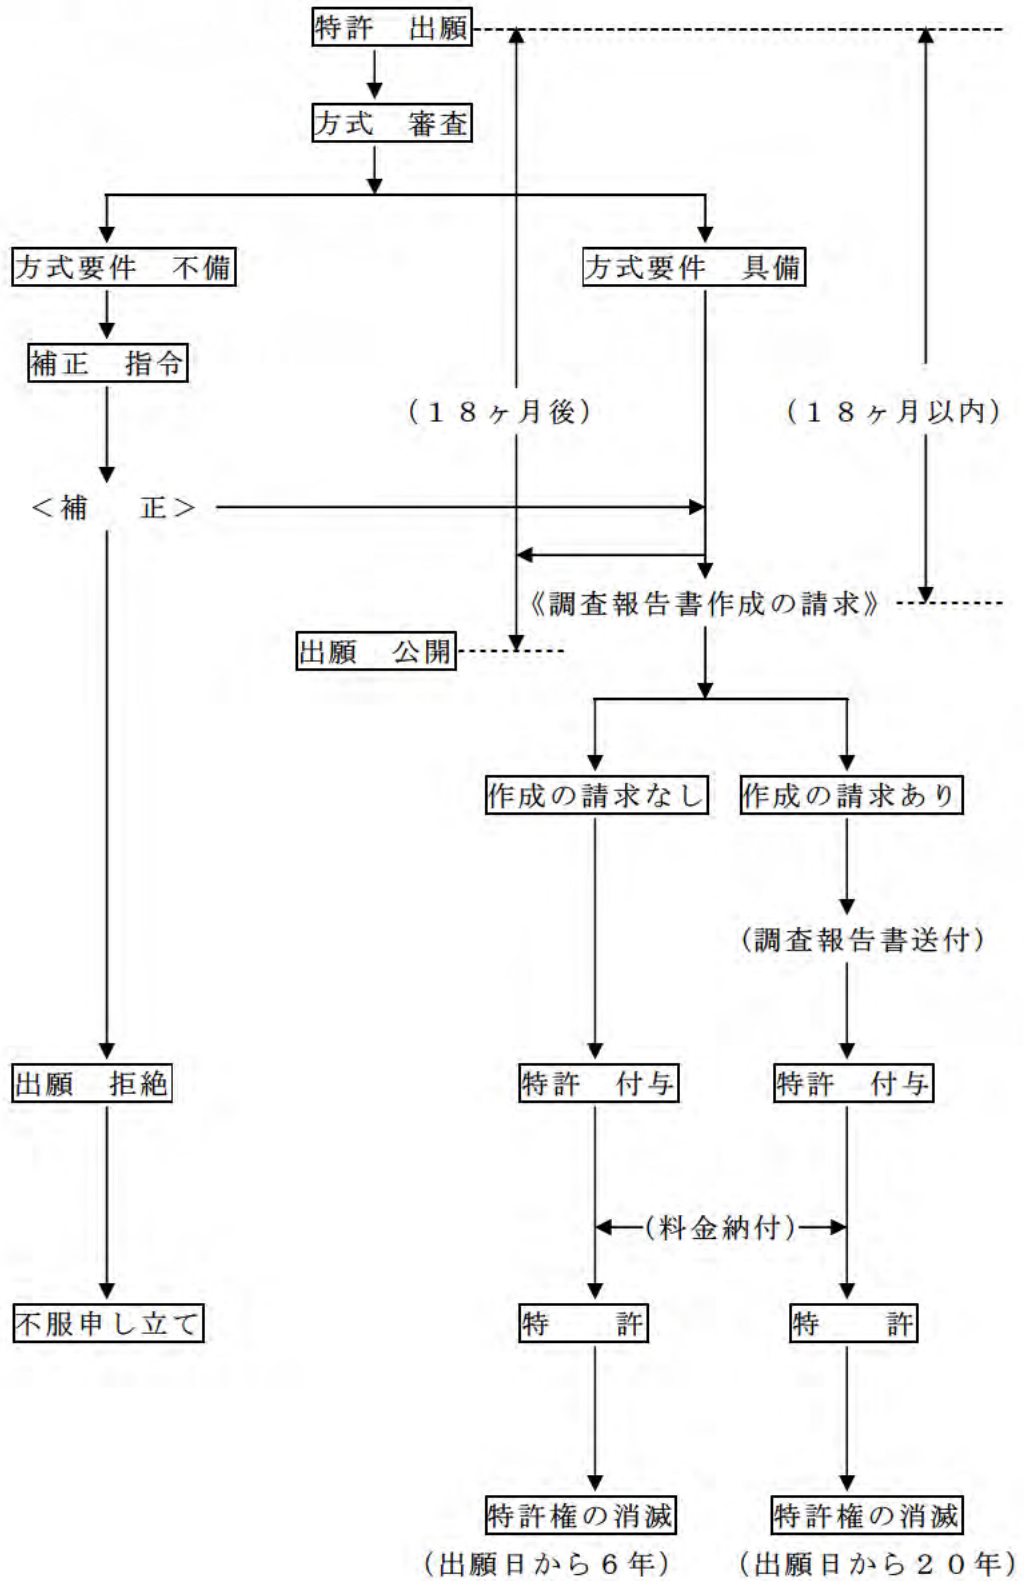 特許　出願
方式　審査
方式要件　不備
方式要件　具備
補正　指令
（１８ヶ月後）
（１８ヶ月以内）
＜補　　正＞
《調査報告書作成の請求》
出願　公開
作成の請求なし
作成の請求あり
（調査報告書送付）
出願　拒絶
特許　付与
特許　付与
（料金納付）
不服申し立て
特　　許
特　　許
特許権の消滅
特許権の消滅
（出願日から６年）
（出願日から２０年）